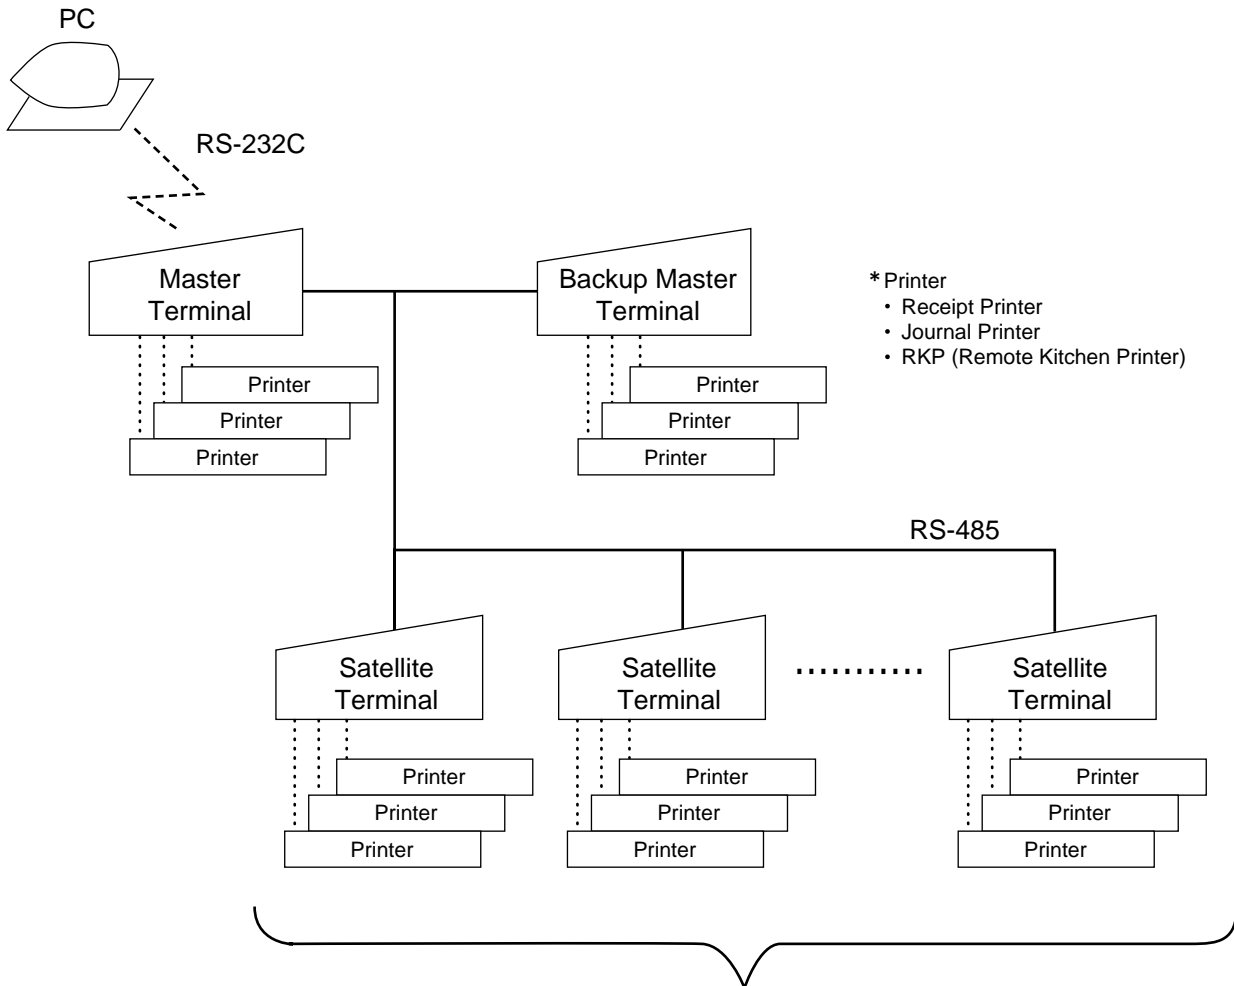 PC
RS-232C
Master
Terminal
Backup Master
Terminal
* Printer
・ Receipt Printer
・ Journal Printer
・ RKP (Remote Kitchen Printer)
Printer
Printer
Printer
Printer
Printer
Printer
RS-485
Satellite
Terminal
Satellite
Terminal
Satellite
Terminal
Printer
Printer
Printer
Printer
Printer
Printer
Printer
Printer
Printer